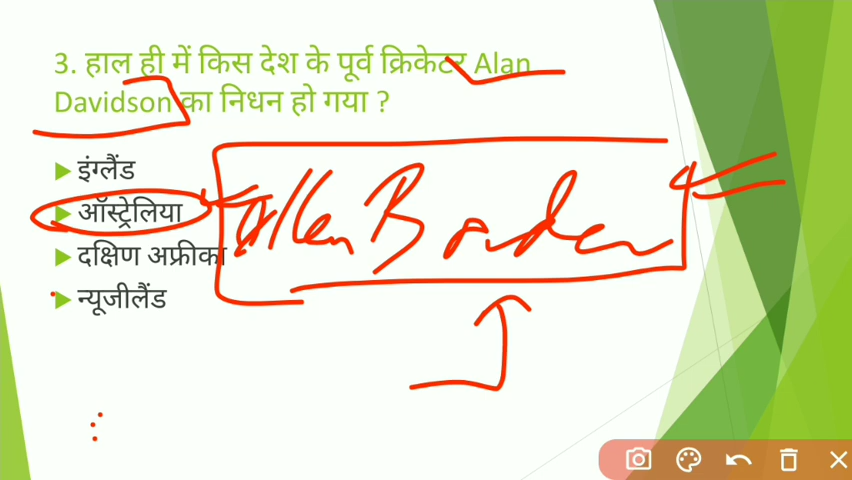 3. हाल ही में किस देश के पूर्व क्रिकेटर Alan
Davidson का निधन हो गया ?
इंग्लैंड
ऑस्ट्रेलिया
Allen Border
दक्षिण अफ्रीका
न्यूजीलैंड